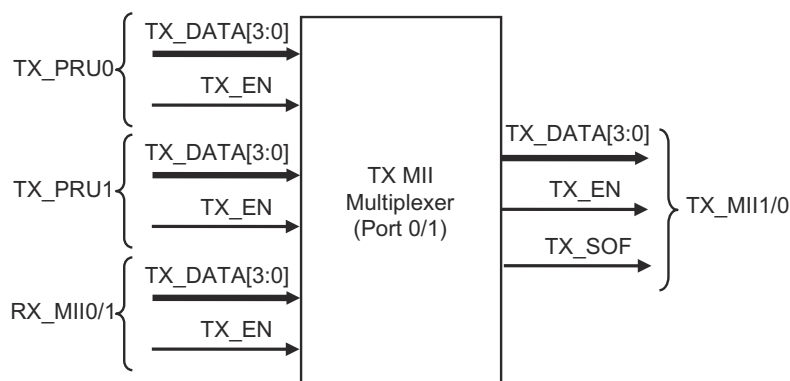 TX_DATA[3:0]
TX_PRU0
TX_EN
TX_DATA[3:0]
TX_PRU1
TX_EN
TX_DATA[3:0]
RX_MII0/1
TX_EN
TX MII
Multiplexer
(Port 0/1)
TX_DATA[3:0]
TX_EN
TX_MII1/0
TX_SOF